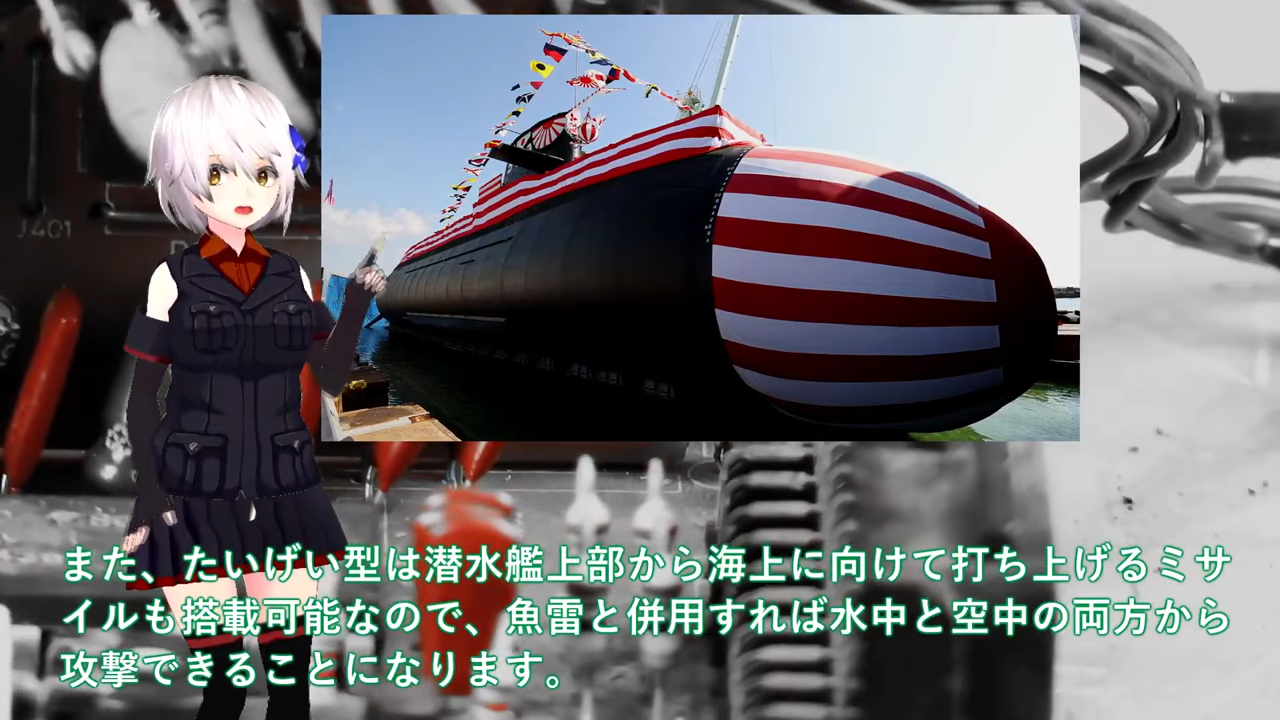 J401
また、たいげい型は潜水艦上部から海上に向けて打ち上げるミサ
イルも搭載可能なので、魚雷と併用すれば水中と空中の両方から
攻撃できることになります。